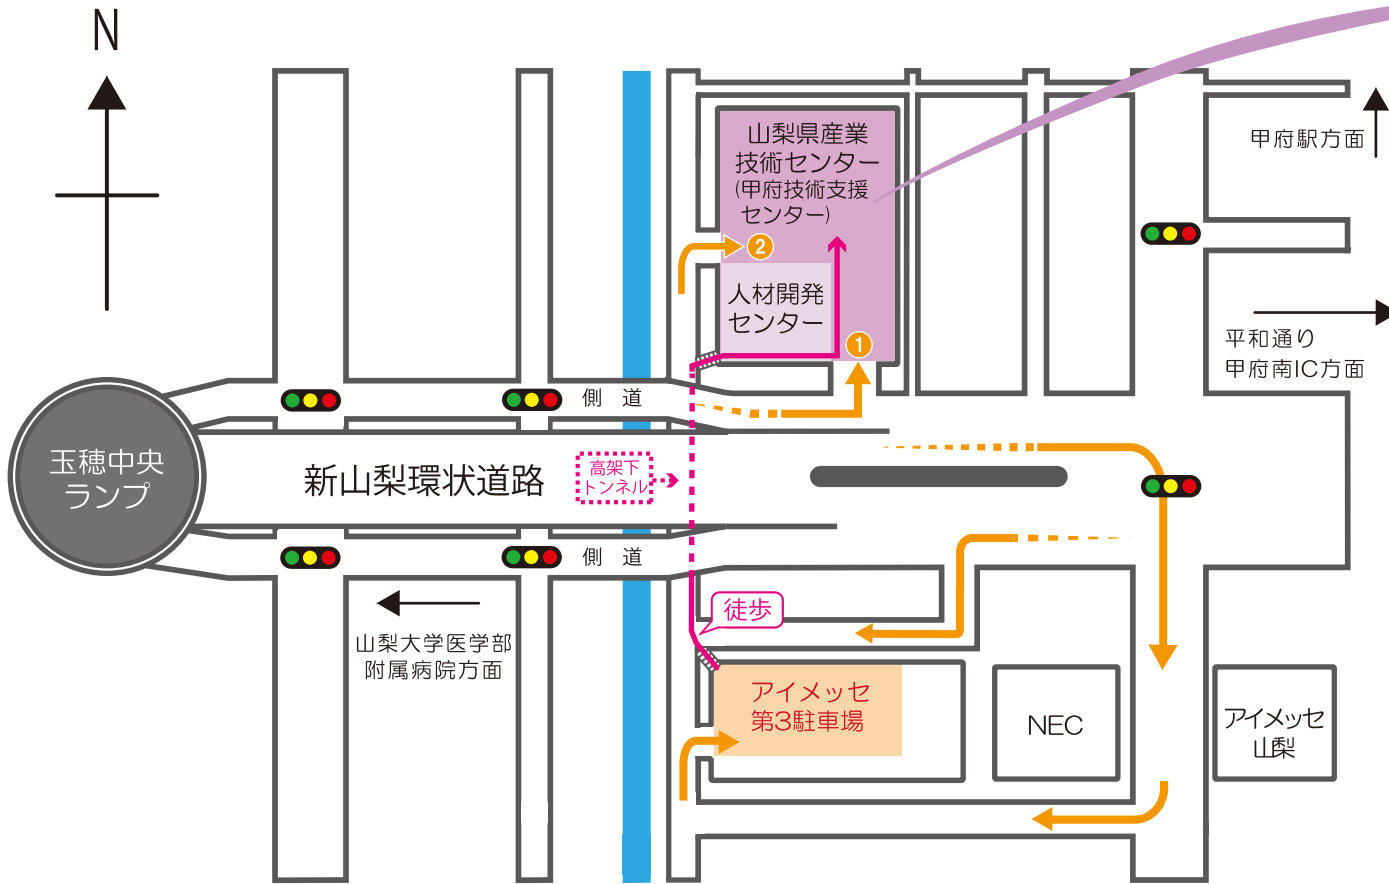 N
山梨県産業
技術センター
(甲府技術支援
センター)
甲府駅方面
2
人材開発
センター
1
平和通り
甲府南IC方面
側 道
玉穂中央
ランプ
新山梨環状道路
高架下
トンネル
側 道
徒歩
山梨大学医学部
附属病院方面
アイメッセ
第3駐車場
NEC
アイメッセ
山梨